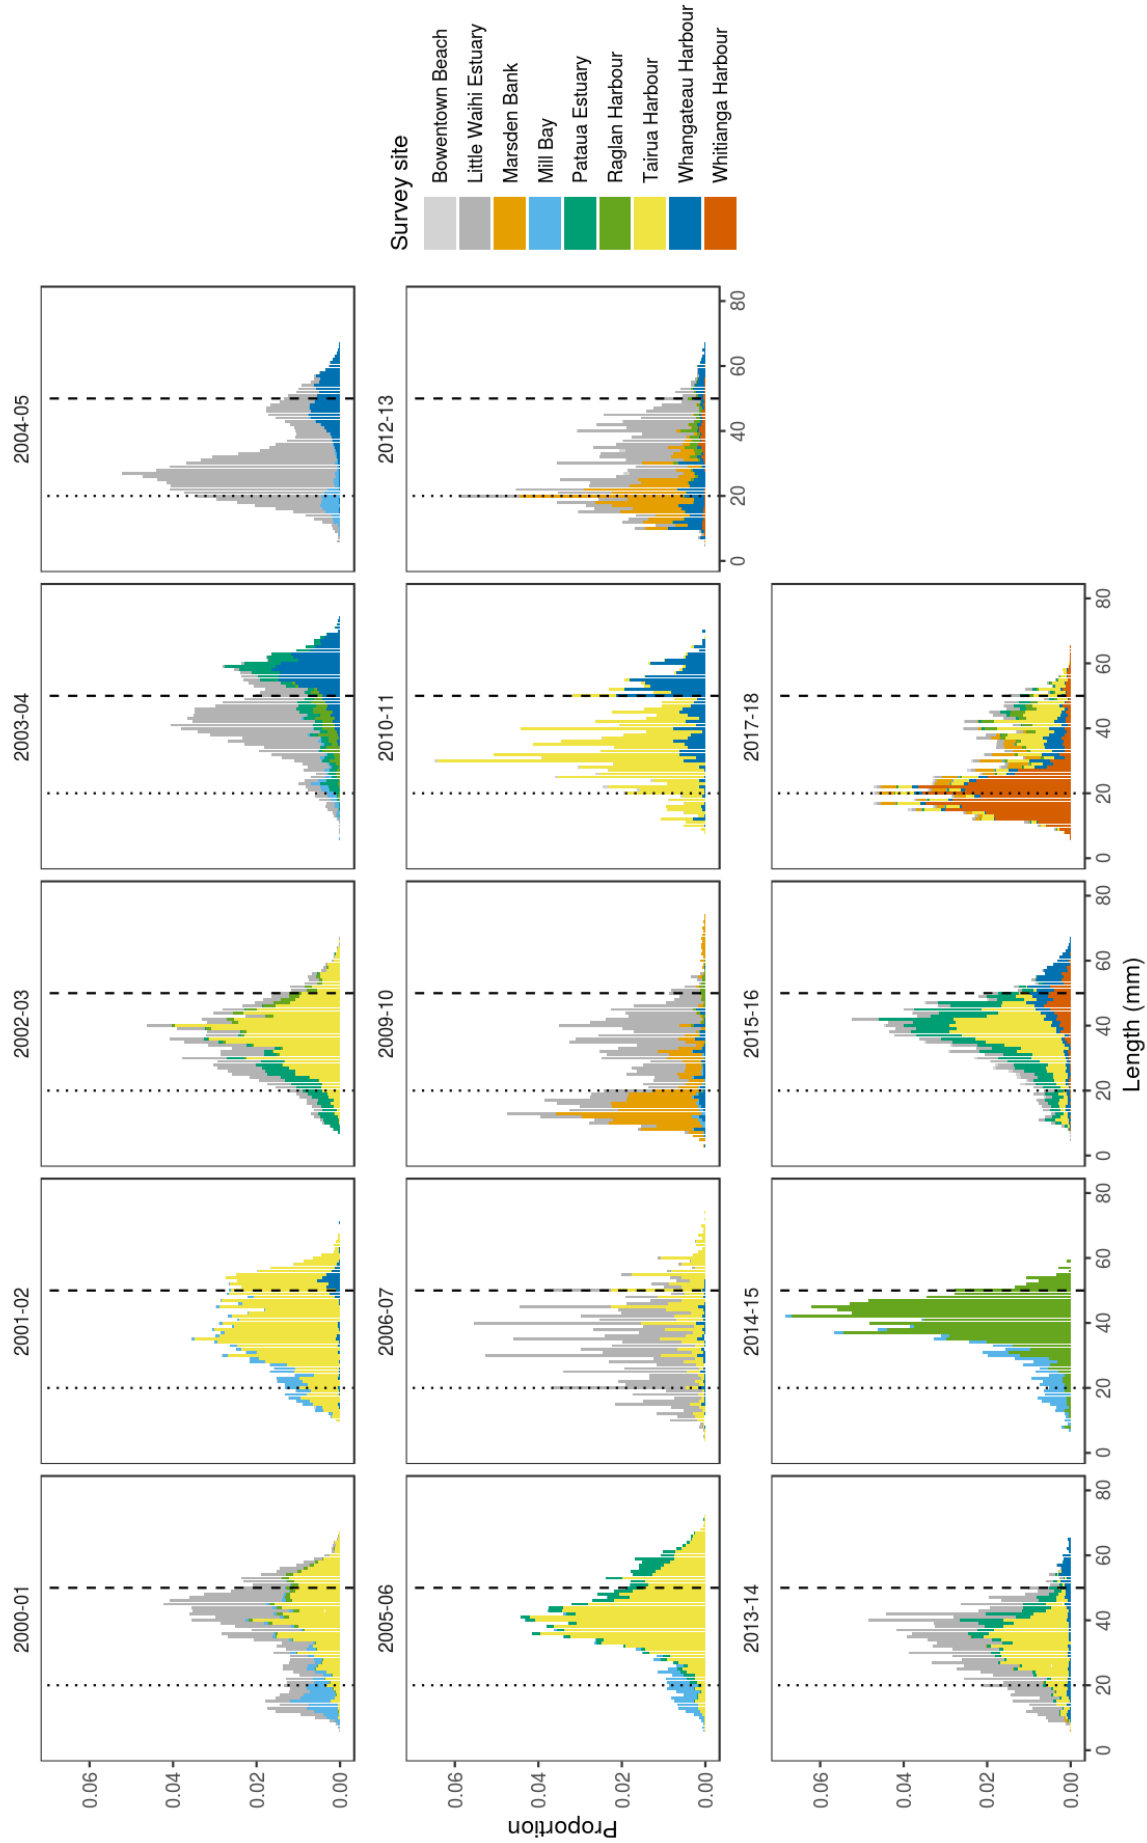 2000-01
2001-02
2002-03
2003-04
2004-05
2005-06
2006-07
2009-10
2010-11
2012-13
2013-14
2014-15
2015-16
2017-18
0.06
0.04
0.02
0.00
0.06
0.04
0.02
0.00
0.06
0.04
0.02
0.00
Proportion
0 20 40 60 80
0 20 40 60 80
0 20 40 60 80
0 20 40 60 80
0 20 40 60 80
Length (mm)
Survey site
Bowentown Beach
Little Waihi Estuary
Marsden Bank
Mill Bay
Pataua Estuary
Raglan Harbour
Tairua Harbour
Whangateau Harbour
Whitianga Harbour